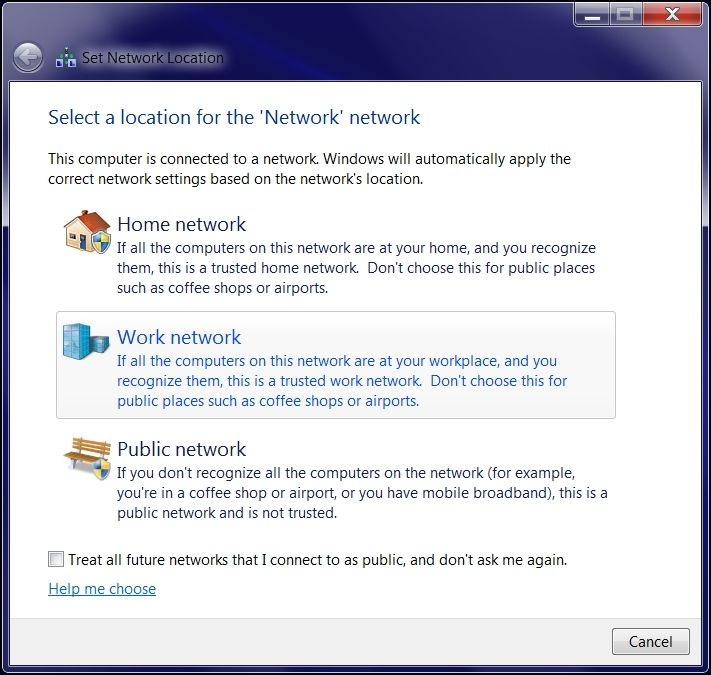 Set Network Location
Select a location for the 'Network' network
This computer is connected to a network. Windows will automatically apply the
correct network settings based on the network's location.
Home network
If all the computers on this network are at your home, and you recognize
them, this is a trusted home network.  Don't choose this for public places
such as coffee shops or airports.
Work network
If all the computers on this network are at your workplace, and you
recognize them, this is a trusted work network.  Don't choose this for
public places such as coffee shops or airports.
Public network
If you don't recognize all the computers on the network (for example,
you're in a coffee shop or airport, or you have mobile broadband), this is a
public network and is not trusted.
Treat all future networks that I connect to as public, and don't ask me again.
Help me choose
Cancel